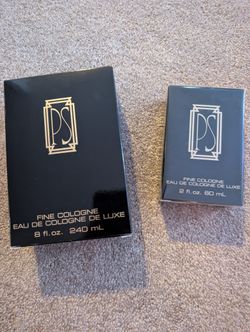 PS
FINE COLOGNE
EAU DE COLOGNE DE LUXE
8 fl. oz. 240 mL
PS
FINE COLOGNE
EAU DE COLOGNE DE LUXE
2 fl. oz. 60 mL